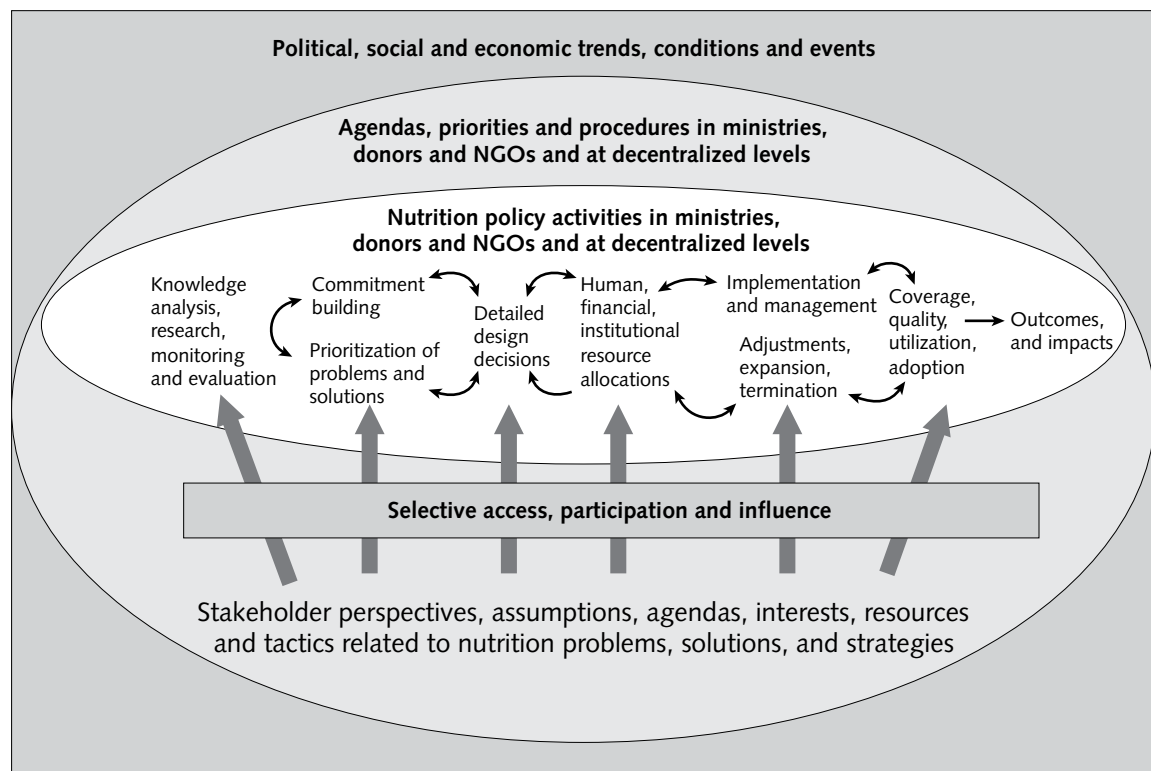 Political, social and economic trends, conditions and events
Agendas, priorities and procedures in ministries,
donors and NGOs and at decentralized levels
Nutrition policy activities in ministries,
donors and NGOs and at decentralized levels
Knowledge
analysis,
research,
monitoring
and evaluation
Commitment
building
Prioritization of
problems and
solutions
Detailed
design
decisions
Human,
financial,
institutional
resource
allocations
Implementation
and management
Adjustments,
expansion,
termination
Coverage,
quality,
utilization,
adoption
Outcomes,
and impacts
Selective access, participation and influence
Stakeholder perspectives, assumptions, agendas, interests, resources
and tactics related to nutrition problems, solutions, and strategies